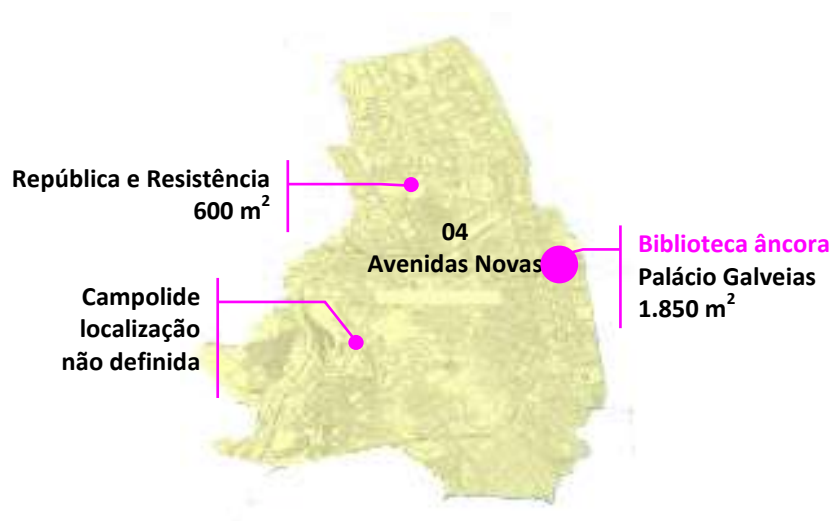 República e Resistência
600 m²
04
Avenidas Novas
Biblioteca âncora
Palácio Galveias
1.850 m²
Campolide
localização
não definida